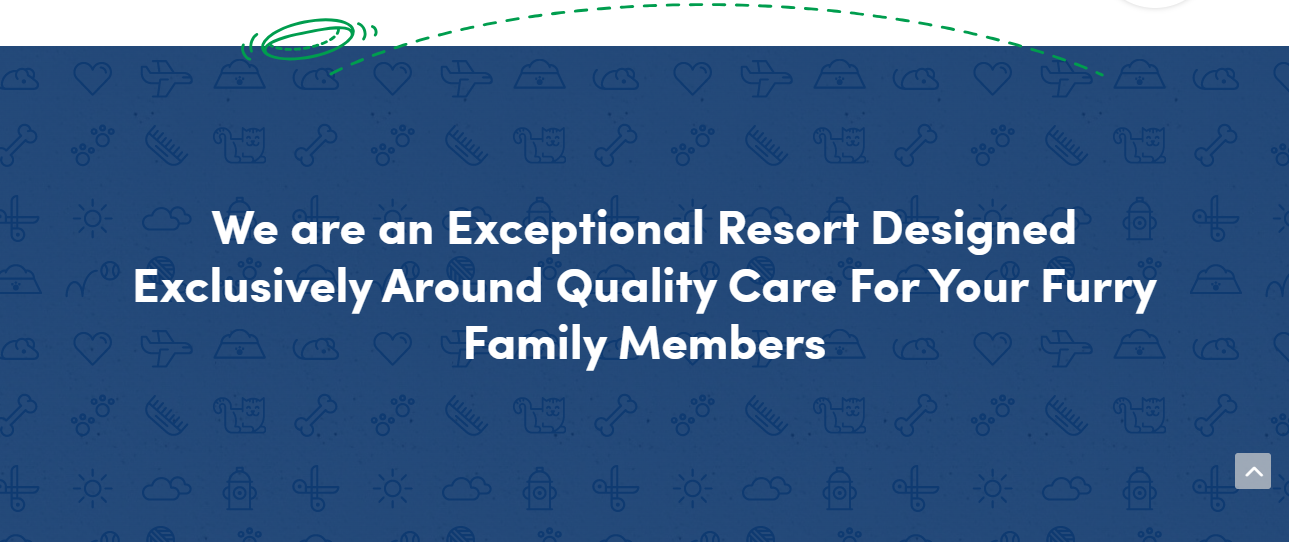 We are an Exceptional Resort Designed
Exclusively Around Quality Care For Your Furry
Family Members